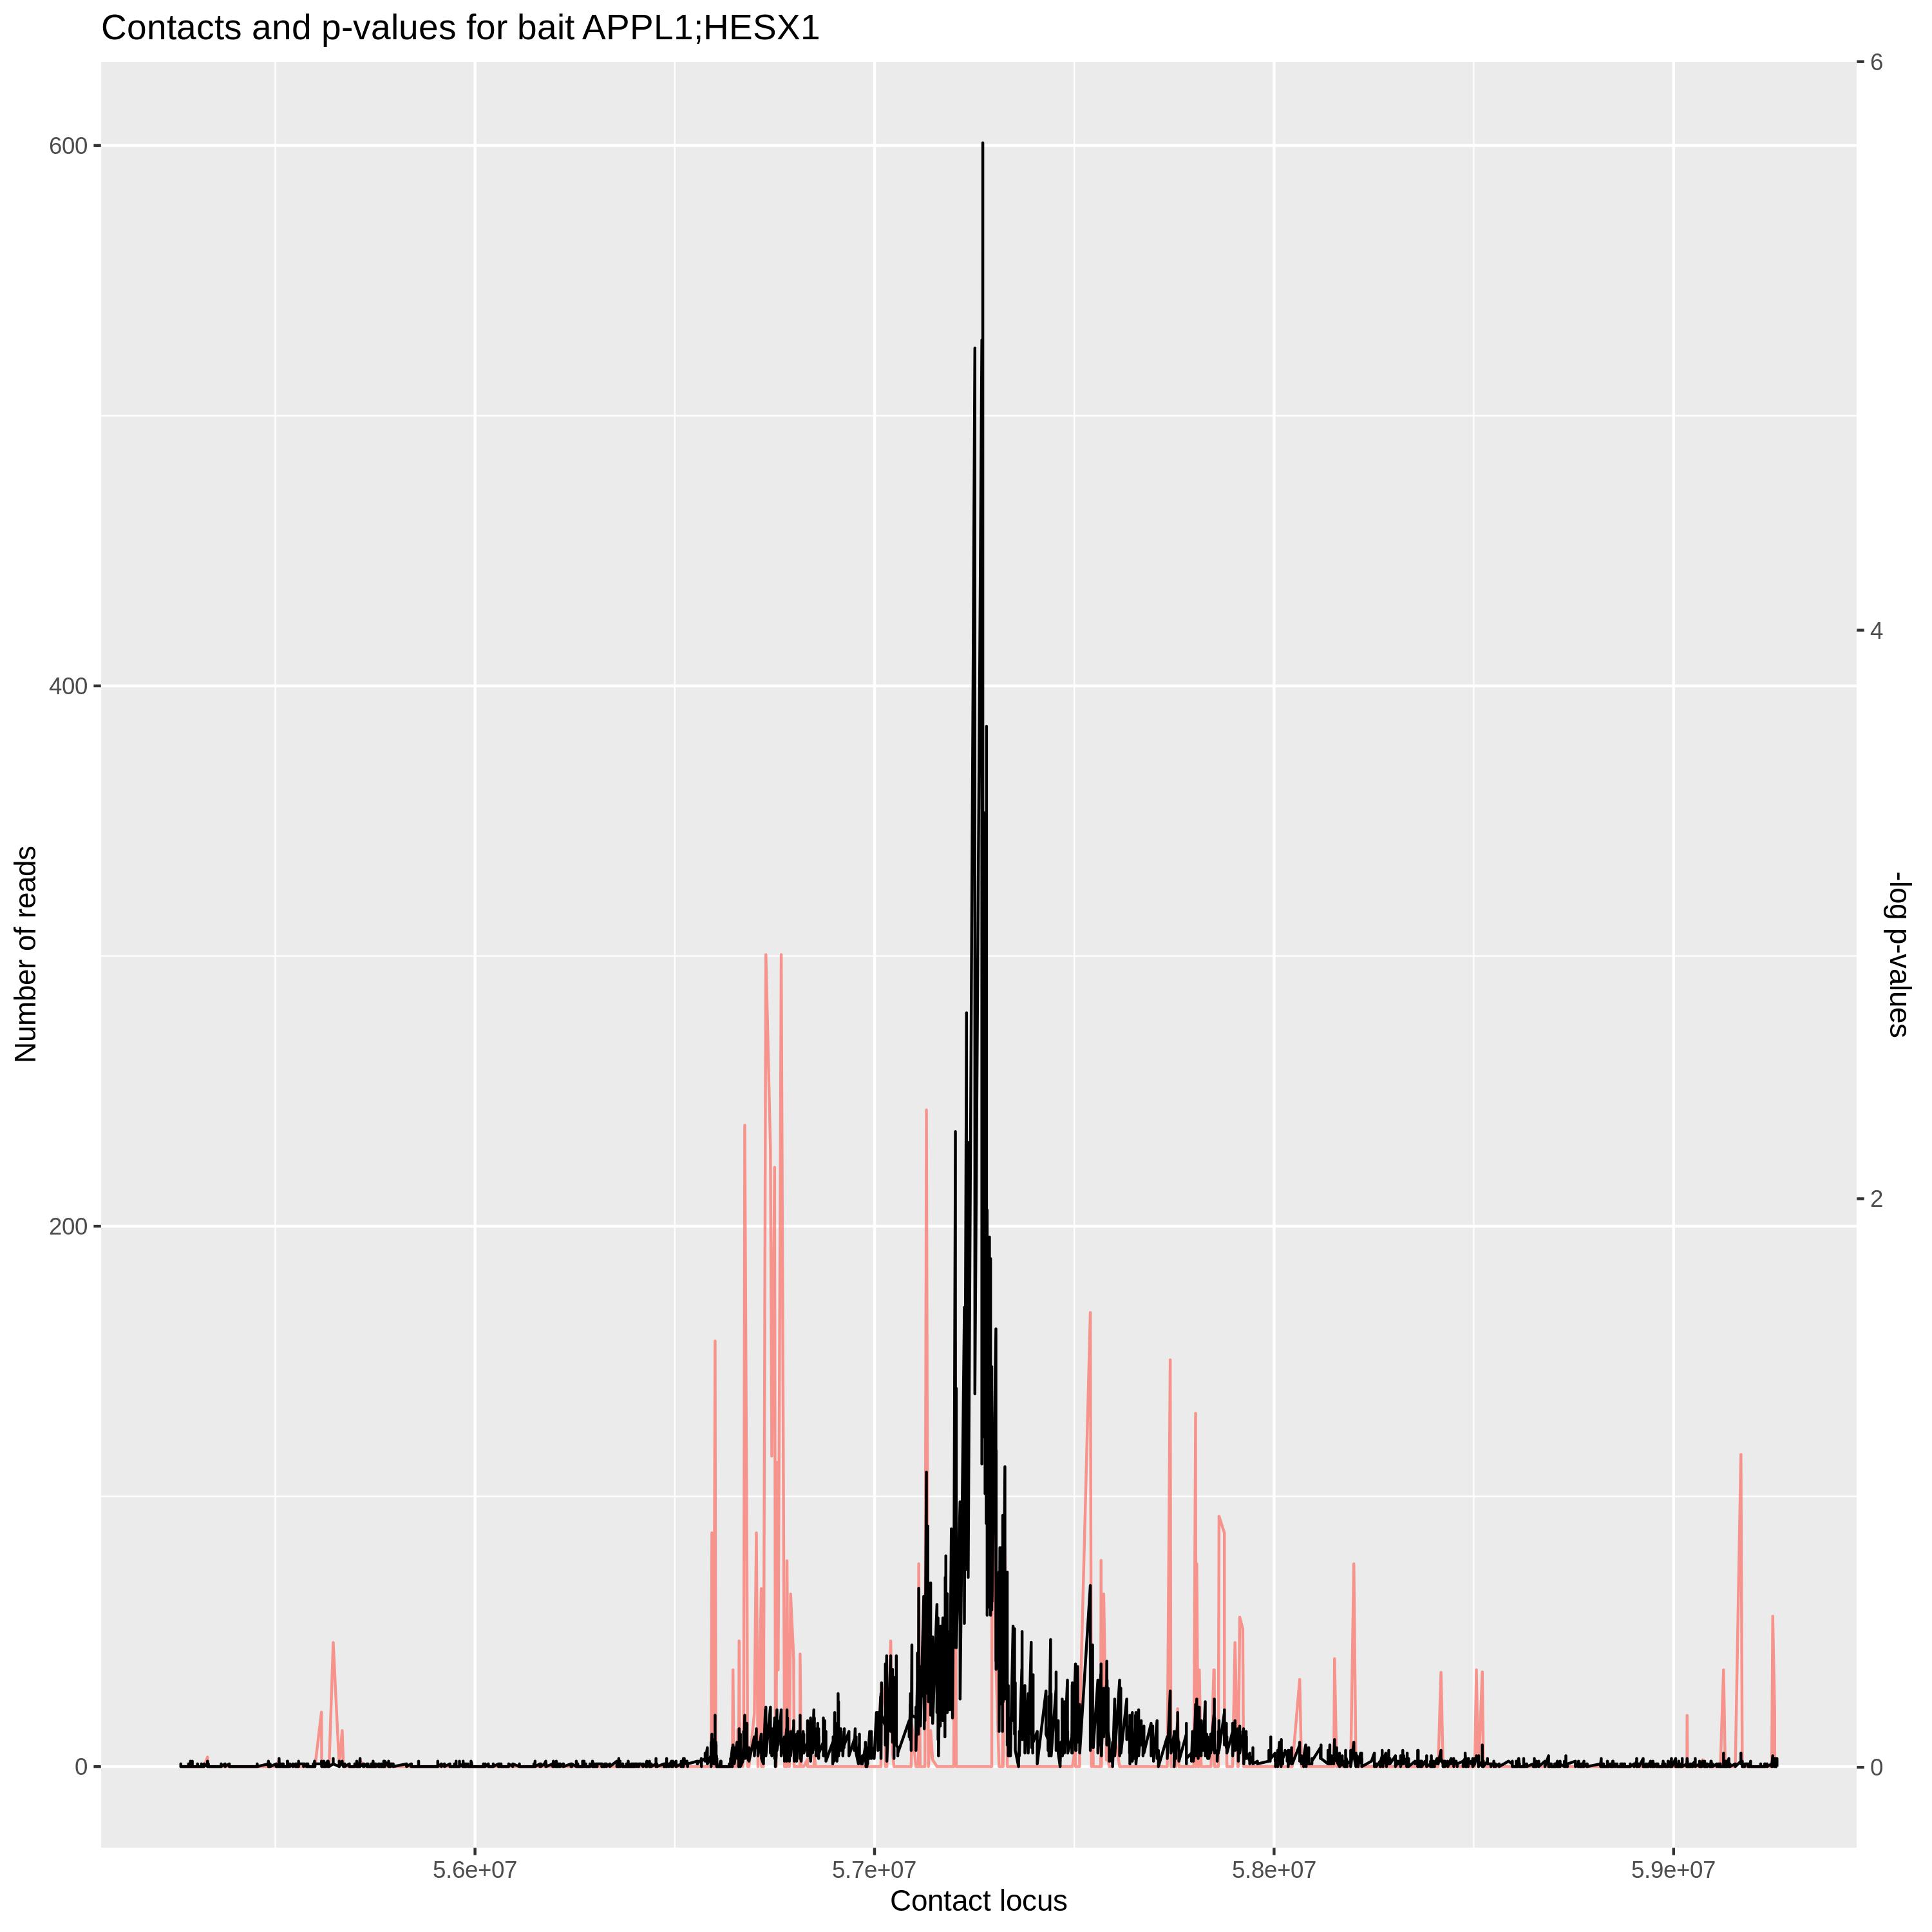 Contacts and p-values for bait APPL1;HESX1
6
600
4
400
Number of reads
-log p-values
2
200
0
0
5.6e+07
5.7e+07
5.8e+07
5.9e+07
Contact locus